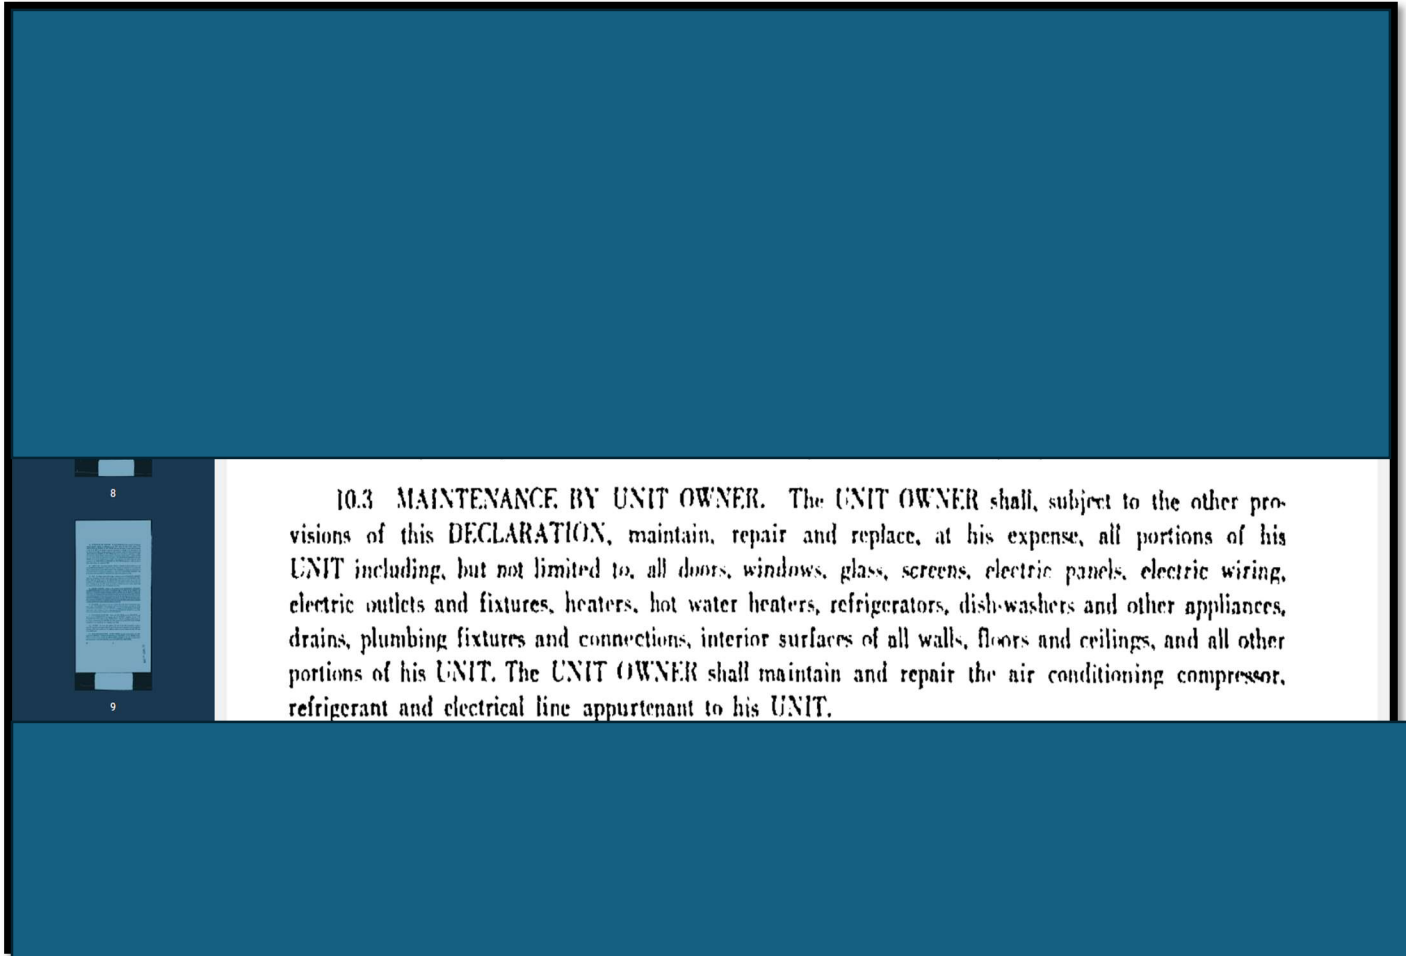 8
9
10.3 MAINTENANCE BY UNIT OWNER. The UNIT OWNER shall, subject to the other pro-
visions of this DECLARATION, maintain, repair and replace, at his expense, all portions of his
UNIT including, but not limited to, all doors, windows, glass, screens, electric panels, electric wiring,
electric outlets and fixtures, heaters, hot water heaters, refrigerators, dish-washers and other appliances,
drains, plumbing fixtures and connections, interior surfaces of all walls, floors and ceilings, and all other
portions of his UNIT. The UNIT OWNER shall maintain and repair the air conditioning compressor,
refrigerant and electrical line appurtenant to his UNIT.